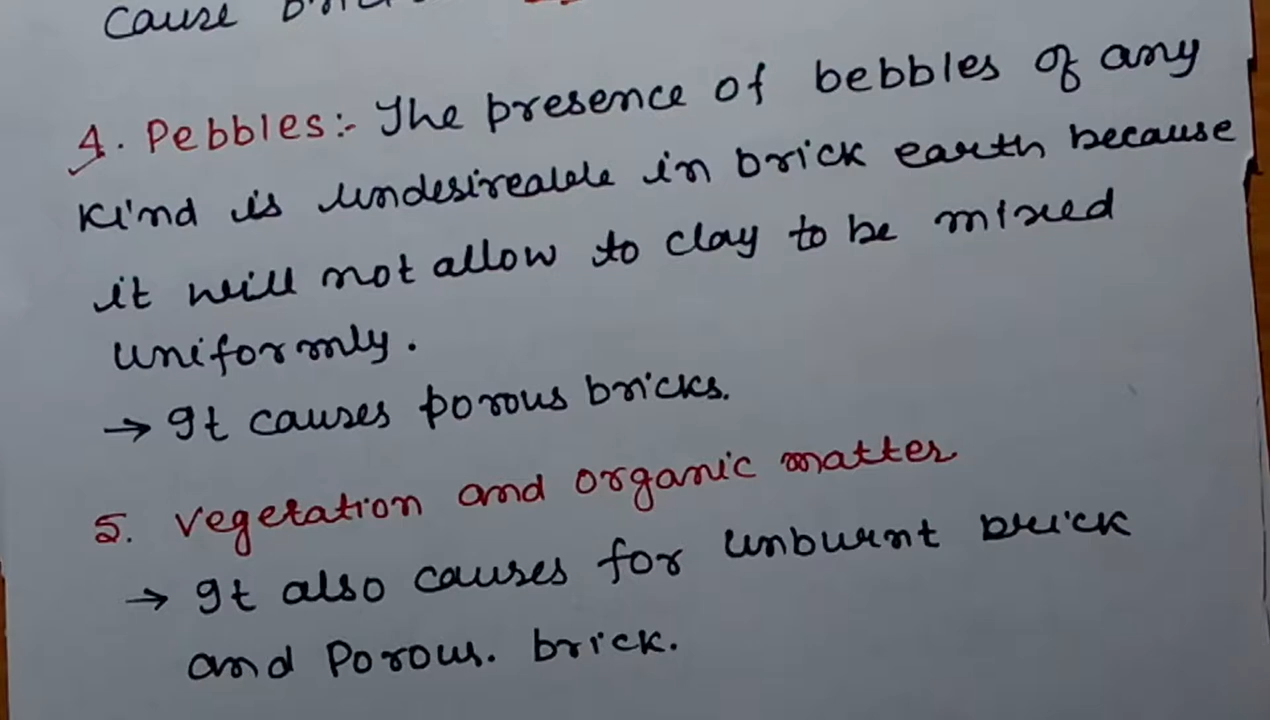 cause
4. Pebbles:- The presence of bebbles of any
kind is undesireable in brick earth because
it will not allow to clay to be mixed
uniformly.
→ It causes porous bricks.
5. Vegetation and organic matter
→ It also causes for unburnt brick
and Porous. brick.